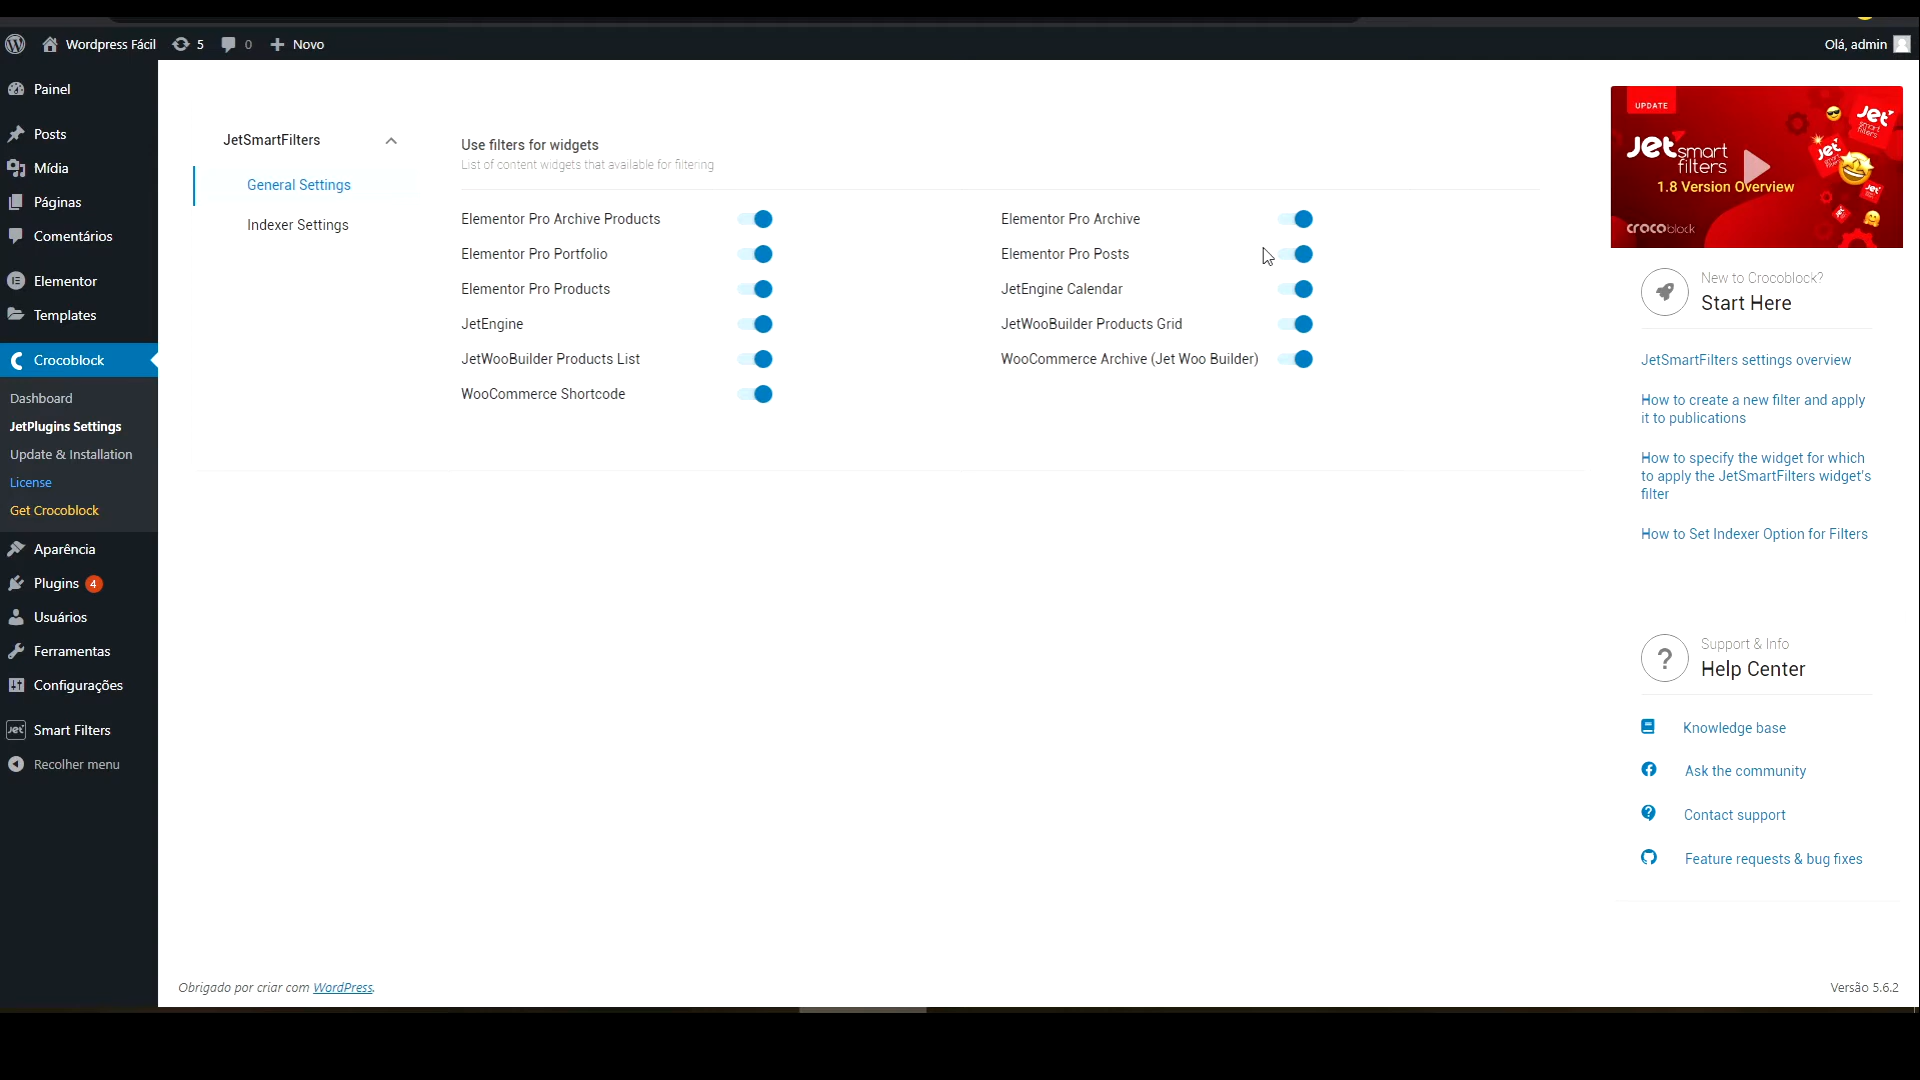 Wordpress Fácil 5 0 Novo Olá, admin
Painel
Posts
Mídia
Páginas
Comentários
Elementor
Templates
Crocoblock
Dashboard
JetPlugins Settings
Update & Installation
License
Get Crocoblock
Aparência
Plugins 4
Usuários
Ferramentas
Configurações
Smart Filters
Recolher menu
JetSmartFilters
General Settings
Indexer Settings
Use filters for widgets
List of content widgets that available for filtering
Elementor Pro Archive Products
Elementor Pro Archive
Elementor Pro Portfolio
Elementor Pro Posts
Elementor Pro Products
JetEngine Calendar
JetEngine
JetWooBuilder Products Grid
JetWooBuilder Products List
WooCommerce Archive (Jet Woo Builder)
WooCommerce Shortcode
UPDATE
Jet smart
filters
1.8 Version Overview
crocoblock
Jet
smart
filters
Jet
Jet
New to Crocoblock?
Start Here
JetSmartFilters settings overview
How to create a new filter and apply
it to publications
How to specify the widget for which
to apply the JetSmartFilters widget's
filter
How to Set Indexer Option for Filters
Support & Info
Help Center
Knowledge base
Ask the community
Contact support
Feature requests & bug fixes
Obrigado por criar com WordPress.
Versão 5.6.2